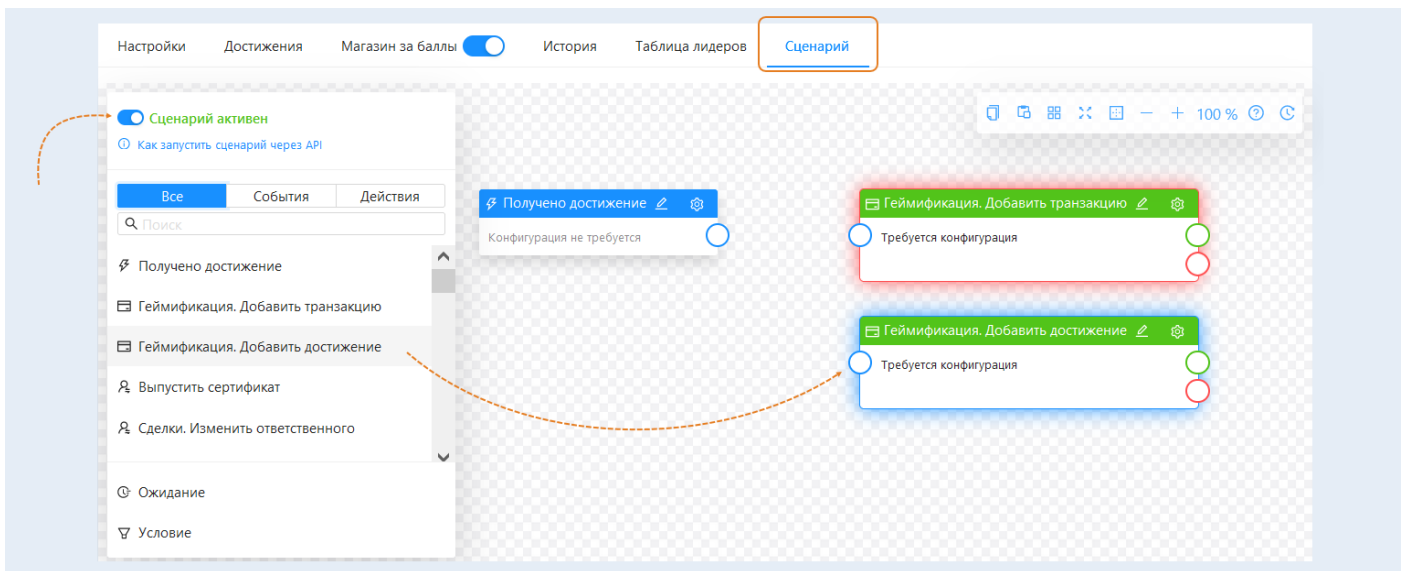 Настройки Достижения Магазин за баллы История Таблица лидеров Сценарий
Сценарий активен
Как запустить сценарий через API
Все События Действия
Поиск
Получено достижение
Геймификация. Добавить транзакцию
Геймификация. Добавить достижение
Выпустить сертификат
Сделки. Изменить ответственного
Ожидание
Условие
100 %
Получено достижение
Конфигурация не требуется
Геймификация. Добавить транзакцию
Требуется конфигурация
Геймификация. Добавить достижение
Требуется конфигурация